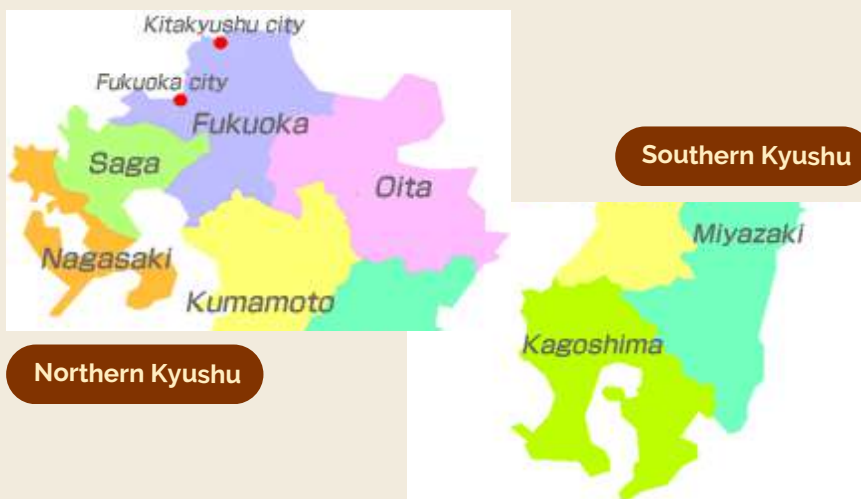 Kitakyushu city
Fukuoka city
Fukuoka
Saga
Oita
Nagasaki
Kumamoto
Northern Kyushu
Southern Kyushu
Miyazaki
Kagoshima